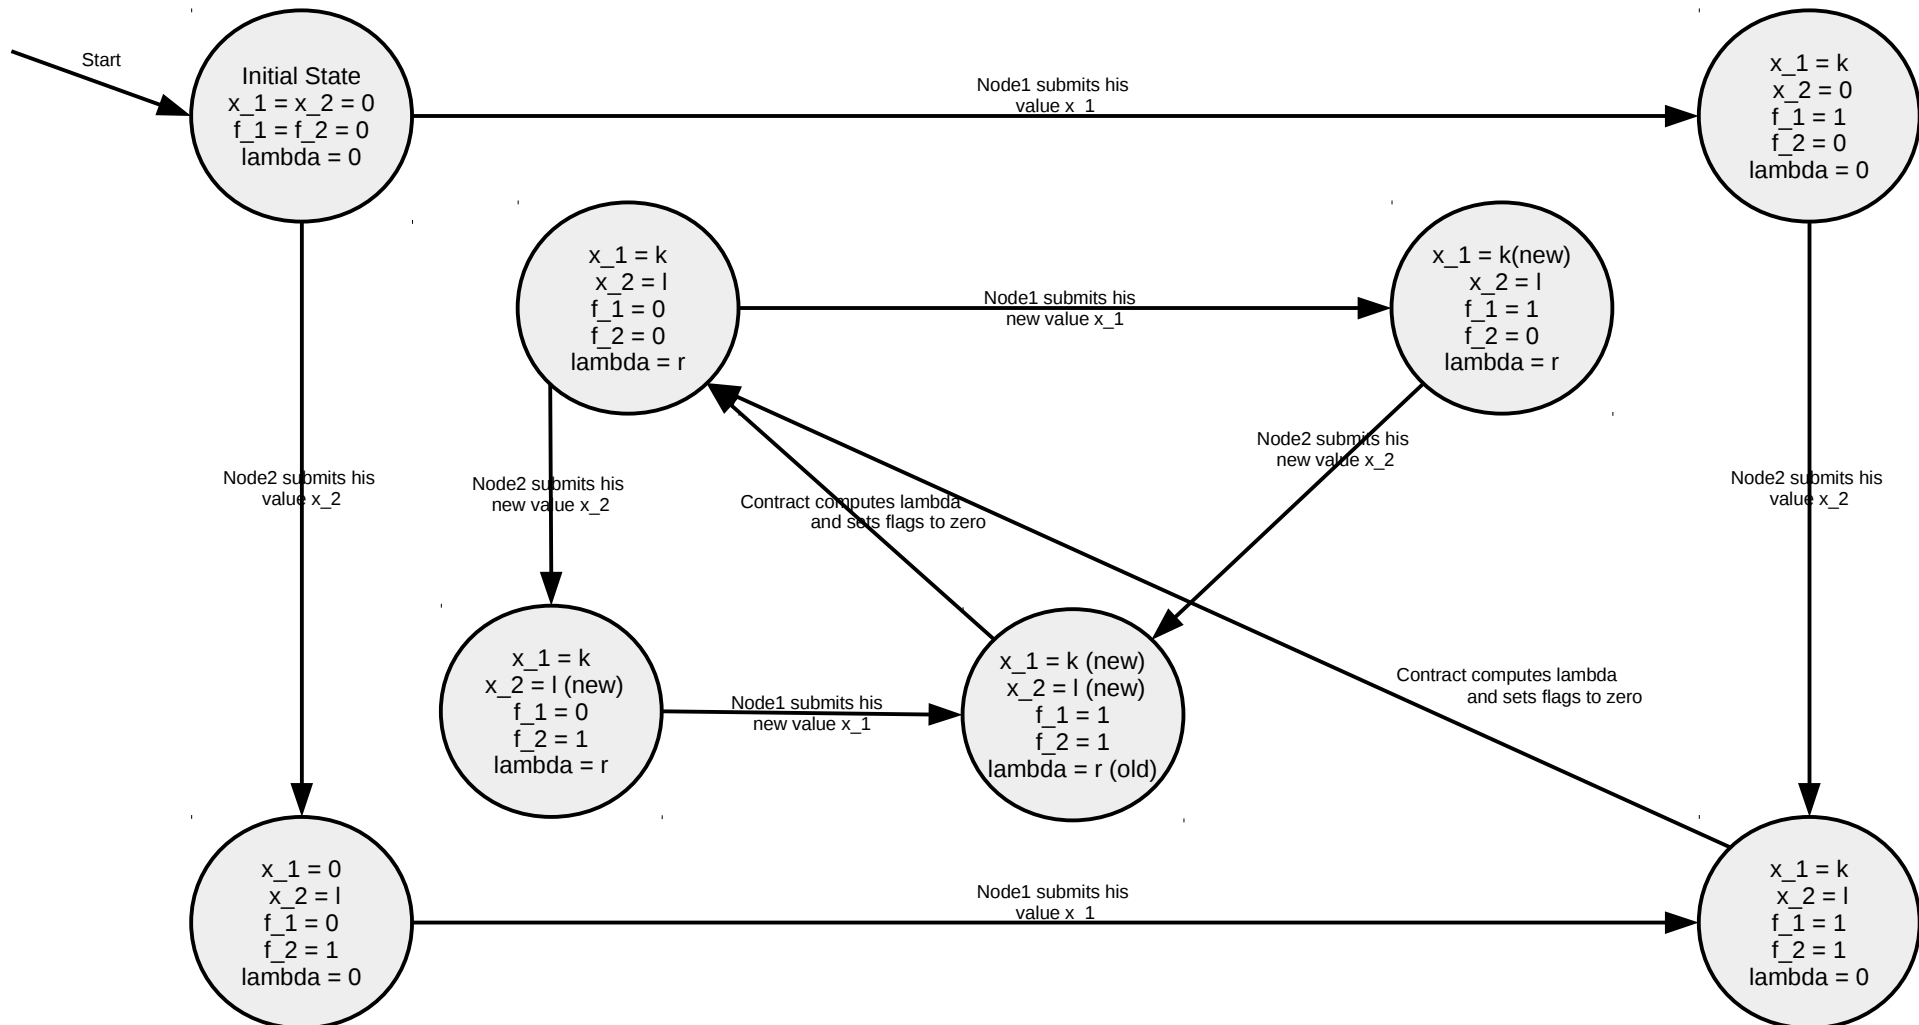 Start
Initial State
x_1 = x_2 = 0
f_1 = f_2 = 0
lambda = 0
Node1 submits his
value x_1
x_1 = k
x_2 = 0
f_1 = 1
f_2 = 0
lambda = 0
x_1 = k
x_2 = l
f_1 = 0
f_2 = 0
lambda = r
Node1 submits his
new value x_1
x_1 = k(new)
x_2 = l
f_1 = 1
f_2 = 0
lambda = r
Node2 submits his
value x_2
Node2 submits his
new value x_2
Contract computes lambda
and sets flags to zero
Node2 submits his
new value x_2
Node2 submits his
value x_2
x_1 = k
x_2 = l (new)
f_1 = 0
f_2 = 1
lambda = r
Node1 submits his
new value x_1
x_1 = k (new)
x_2 = l (new)
f_1 = 1
f_2 = 1
lambda = r (old)
Contract computes lambda
and sets flags to zero
x_1 = 0
x_2 = l
f_1 = 0
f_2 = 1
lambda = 0
Node1 submits his
value x_1
x_1 = k
x_2 = l
f_1 = 1
f_2 = 1
lambda = 0